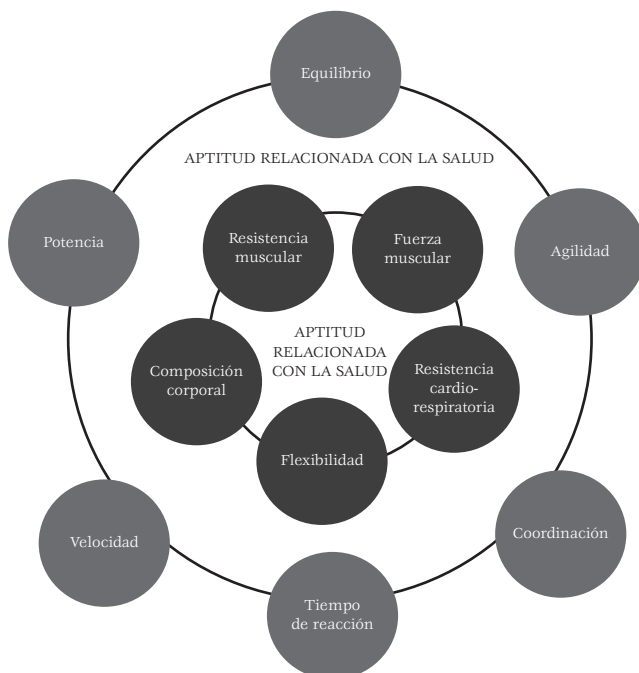 Equilibrio
APTITUD RELACIONADA CON LA SALUD
Potencia
Resistencia
muscular
Fuerza
muscular
Agilidad
APTITUD
RELACIONADA
CON LA SALUD
Composición
corporal
Resistencia
cardio-
respiratoria
Flexibilidad
Velocidad
Coordinación
Tiempo
de reacción